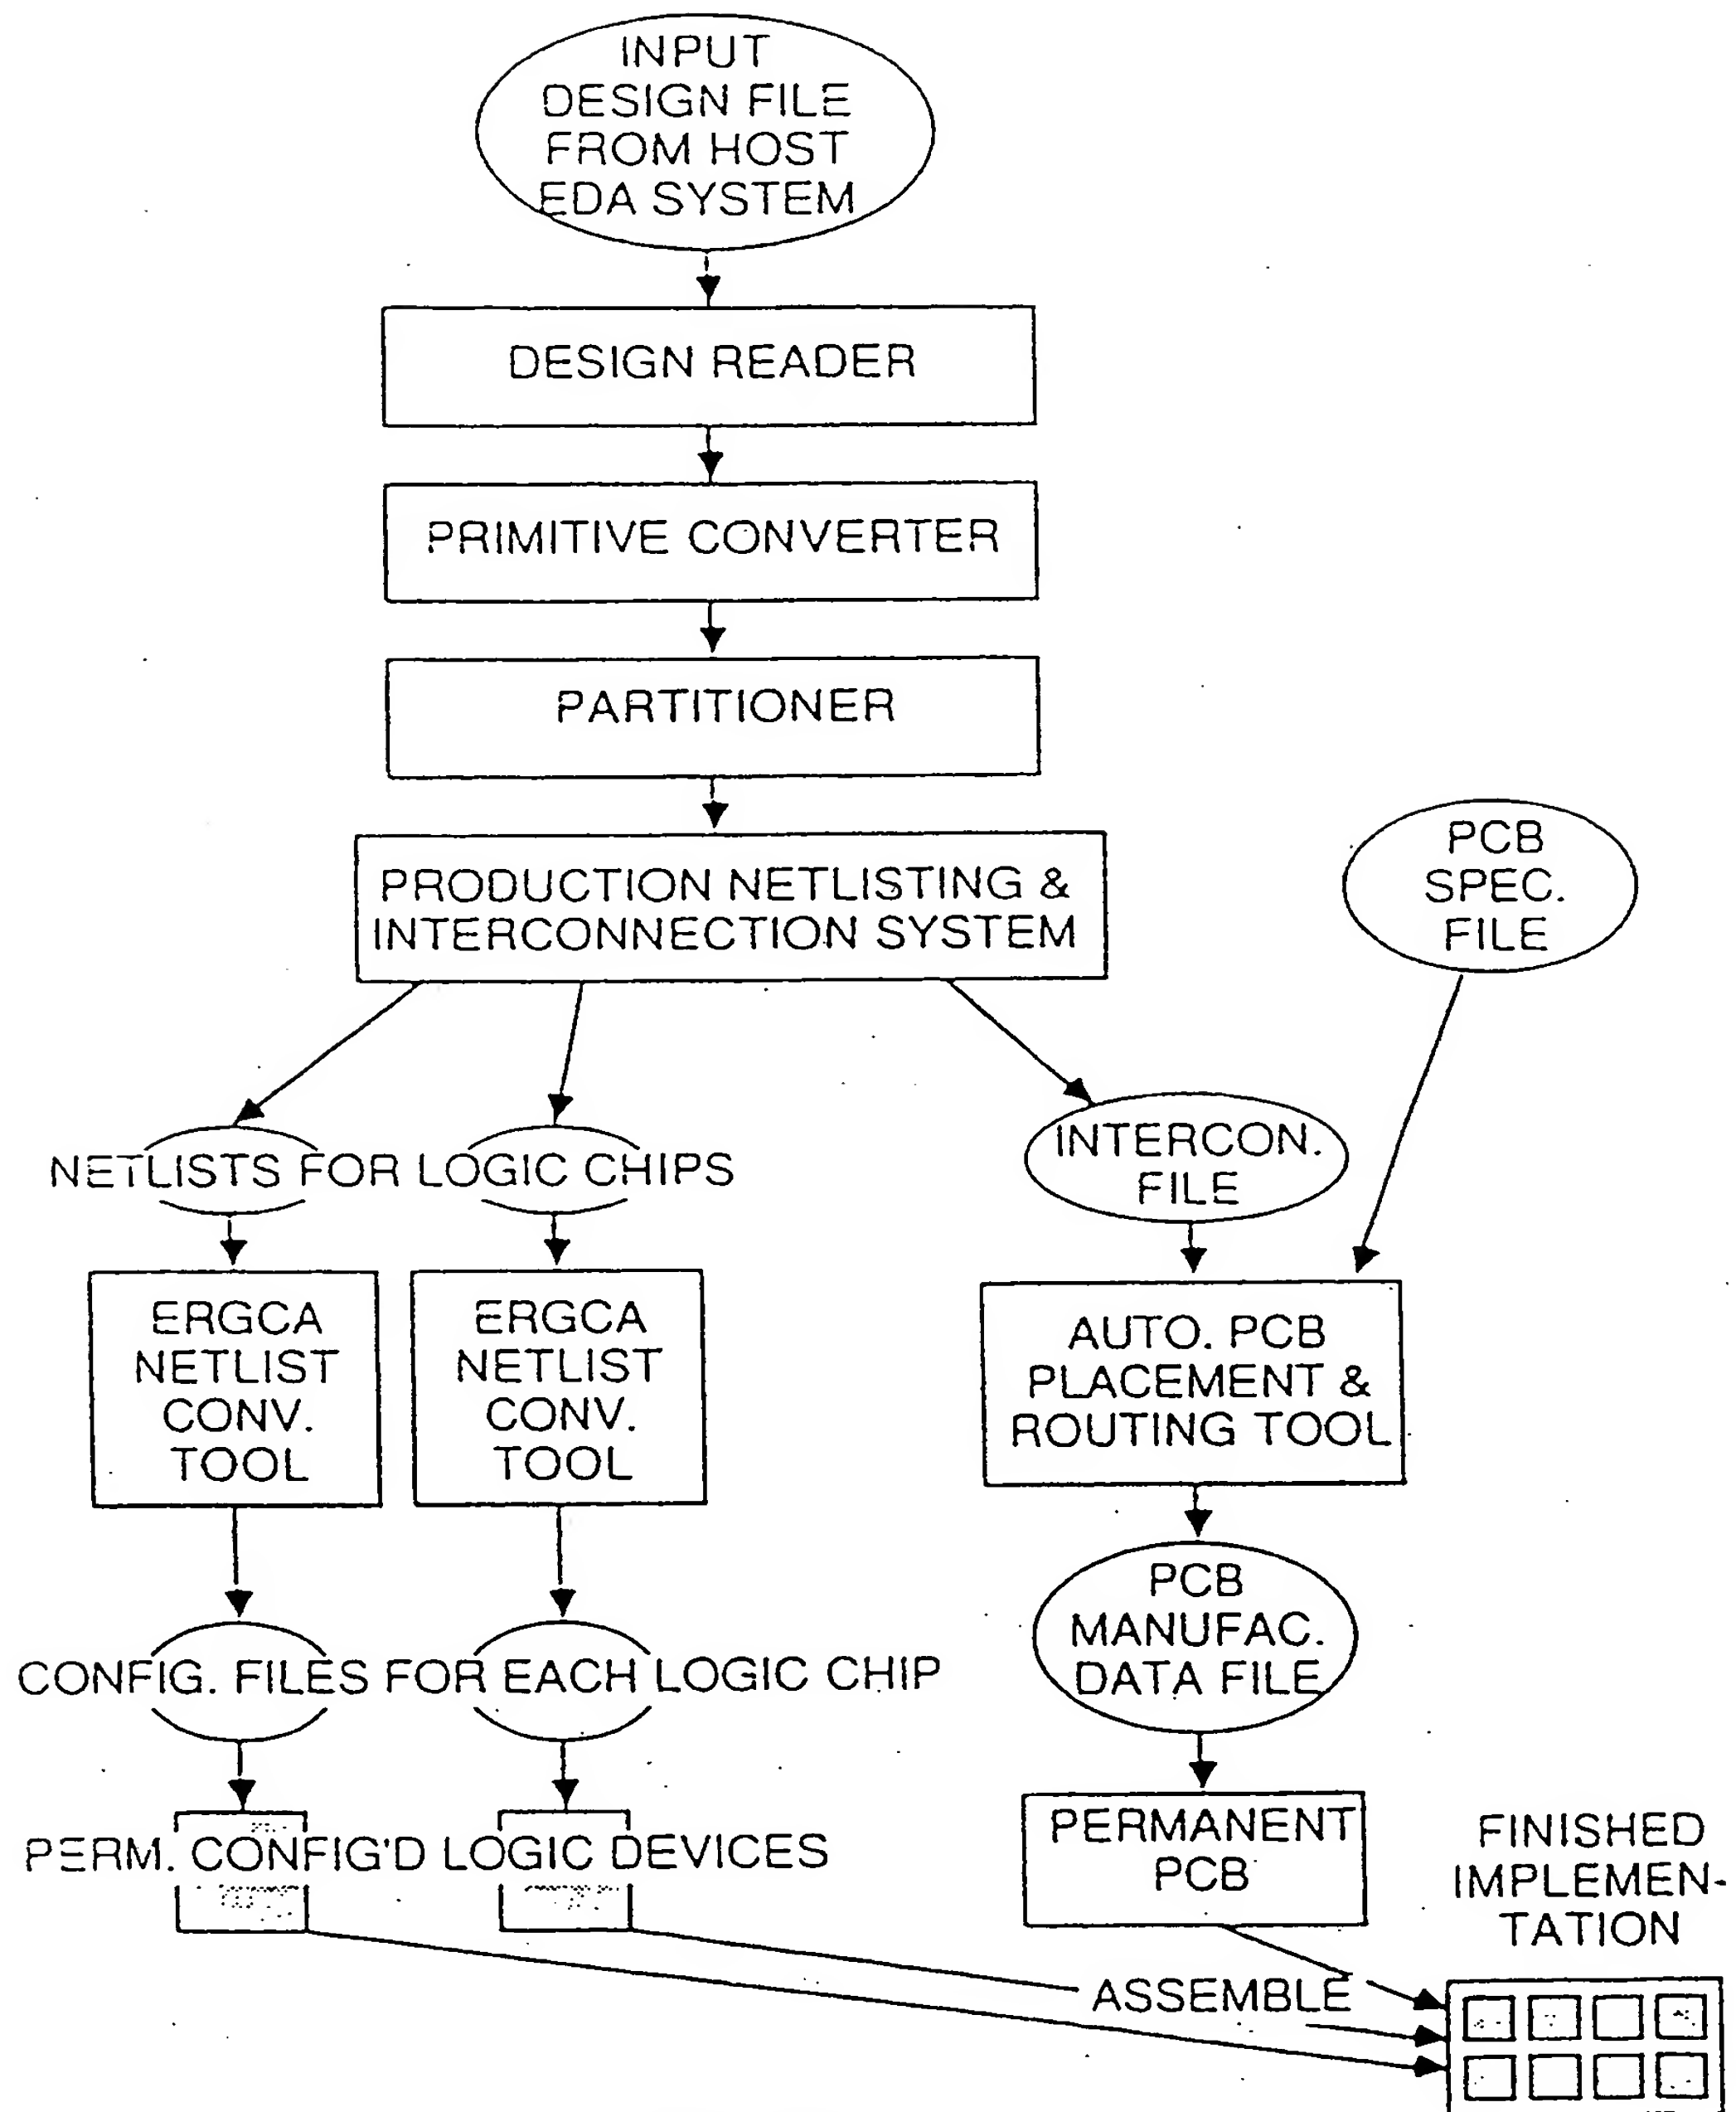 INPUT
DESIGN FILE
FROM HOST
EDA SYSTEM
DESIGN READER
PRIMITIVE CONVERTER
PARTITIONER
PRODUCTION NETLISTING &
INTERCONNECTION SYSTEM
PCB
SPEC.
FILE
NETLISTS FOR LOGIC CHIPS
INTERCON.
FILE
ERGCA
NETLIST
CONV.
TOOL
ERGCA
NETLIST
CONV.
TOOL
AUTO. PCB
PLACEMENT &
ROUTING TOOL
PCB
MANUFAC.
DATA FILE
CONFIG. FILES FOR EACH LOGIC CHIP
PERM. CONFIG'D LOGIC DEVICES
PERMANENT
PCB
FINISHED
IMPLEMEN-
TATION
ASSEMBLE